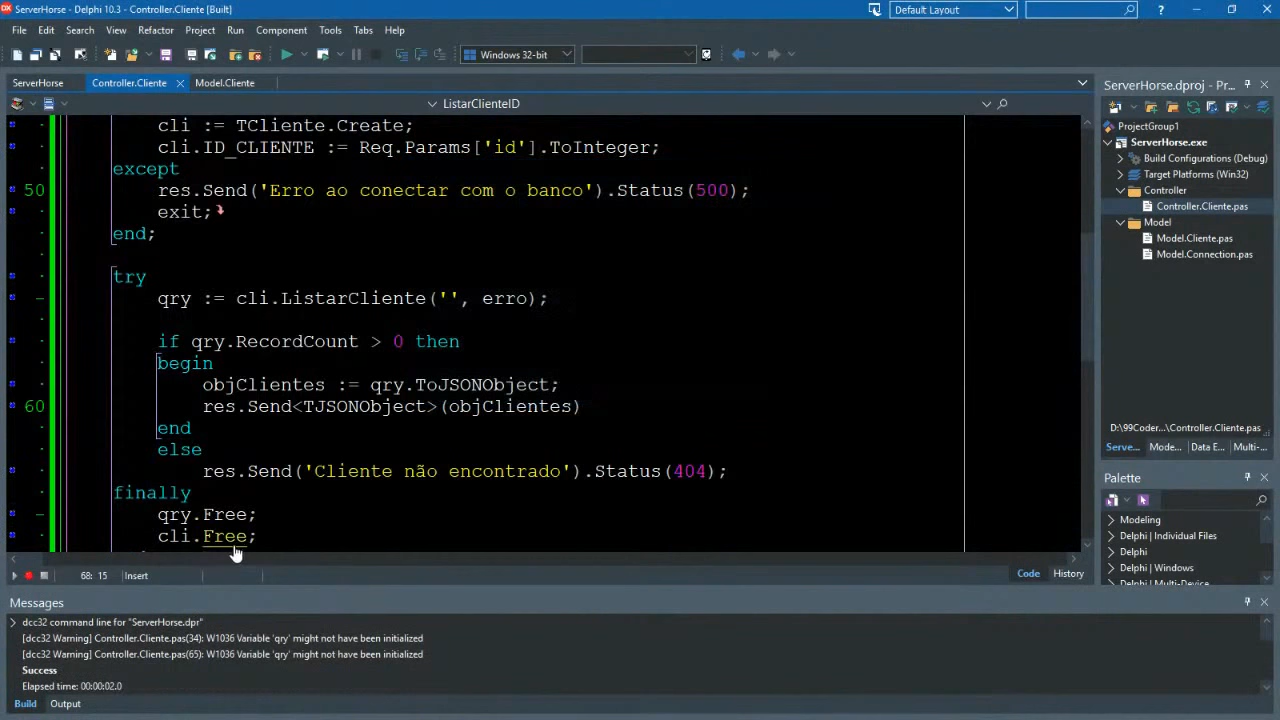 ServerHorse - Delphi 10.3 - Controller.Cliente [Built]
Default Layout
File Edit Search View Refactor Project Run Component Tools Tabs Help
Windows 32-bit
ServerHorse Controller.Cliente Model.Cliente
ListarClienteID
cli := TCliente.Create;
cli.ID_CLIENTE := Req.Params['id'].ToInteger;
except
50 res.Send('Erro ao conectar com o banco').Status(500);
exit;
end;
try
qry := cli.ListarCliente('', erro);
if qry.RecordCount > 0 then
begin
objClientes := qry.ToJSONObject;
60 res.Send<TJSONObject>(objClientes)
end
else
res.Send('Cliente não encontrado').Status(404);
finally
qry.Free;
cli.Free;
68: 15 Insert
Code History
ServerHorse.dproj - Pr...
ProjectGroup1
ServerHorse.exe
Build Configurations (Debug)
Target Platforms (Win32)
Controller
Controller.Cliente.pas
Model
Model.Cliente.pas
Model.Connection.pas
D:\99Coder...\Controller.Cliente.pas
Serve... Mode... Data E... Multi-...
Palette
Modeling
Delphi | Individual Files
Delphi
Delphi | Windows
Delphi | Multi-Device
Messages
dcc32 command line for "ServerHorse.dpr"
[dcc32 Warning] Controller.Cliente.pas(34): W1036 Variable 'qry' might not have been initialized
[dcc32 Warning] Controller.Cliente.pas(65): W1036 Variable 'qry' might not have been initialized
Success
Elapsed time: 00:00:02.0
Build Output